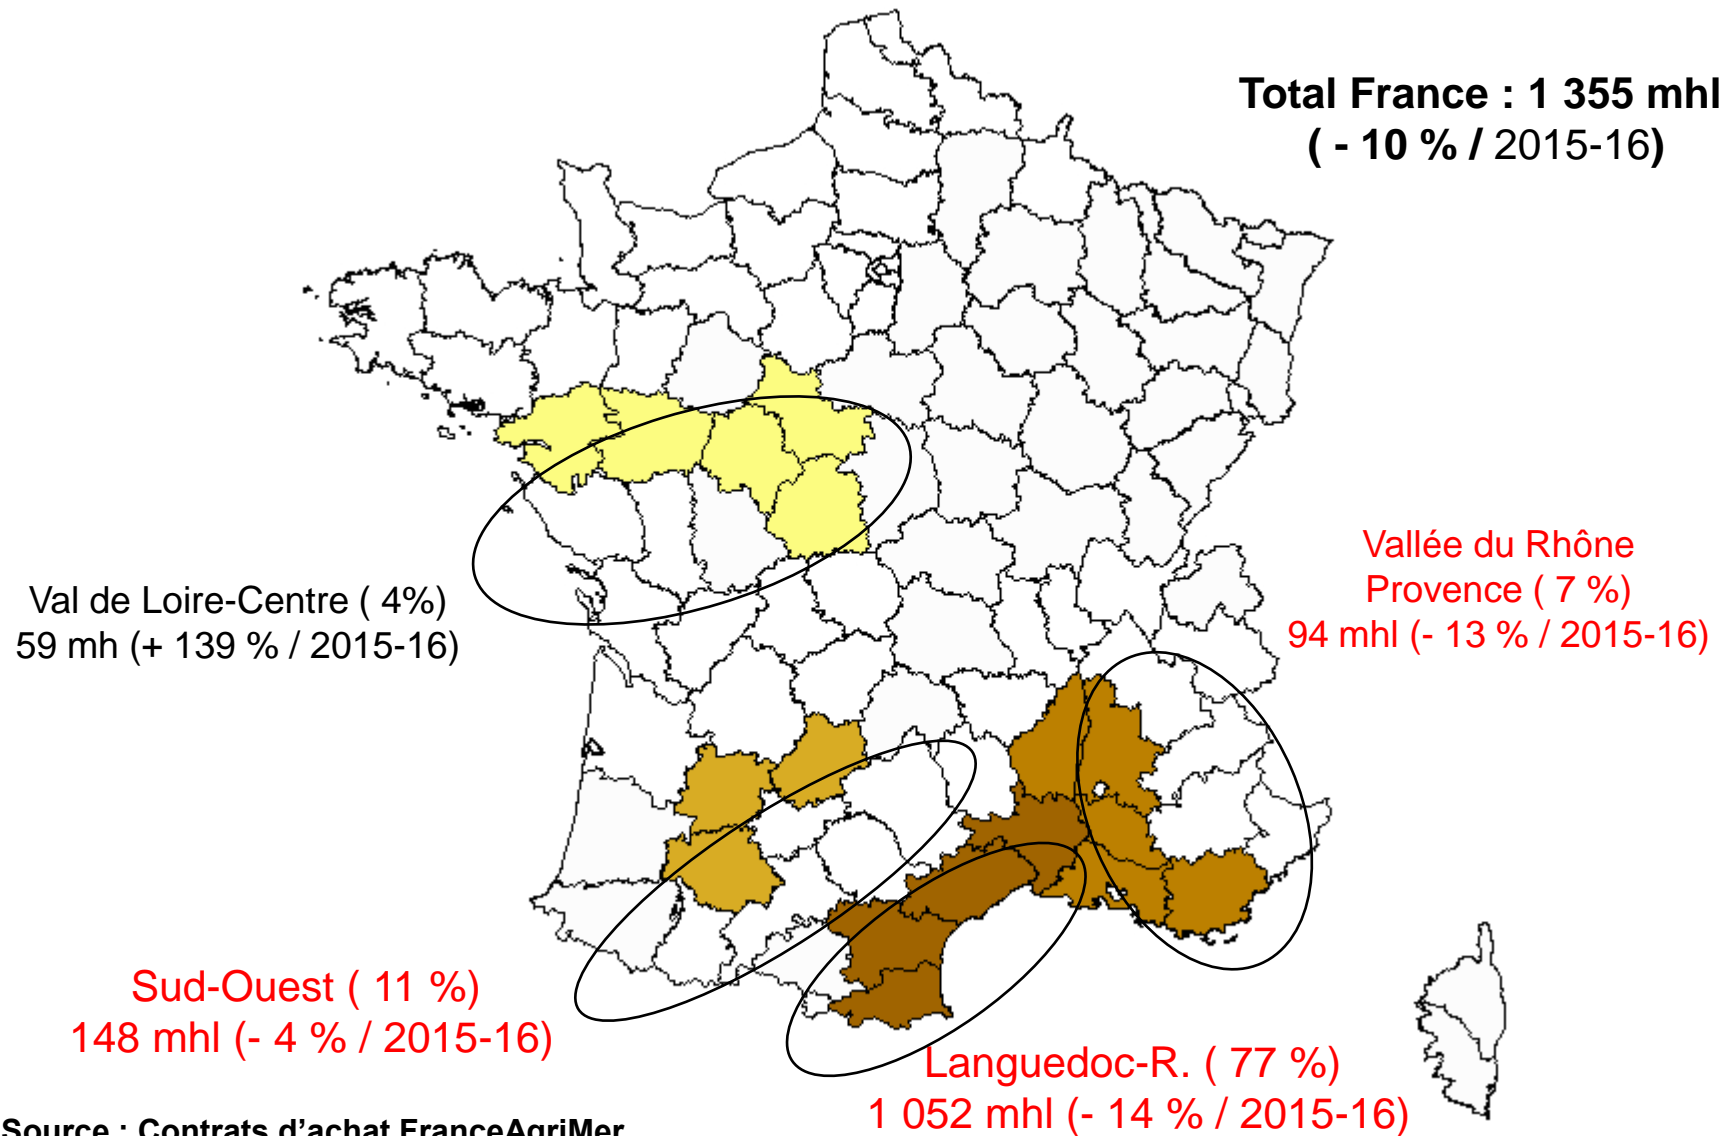 Total France : 1 355 mhl
( - 10 % / 2015-16)
Vallée du Rhône
Provence ( 7 %)
94 mhl (- 13 % / 2015-16)
Val de Loire-Centre ( 4%)
59 mh (+ 139 % / 2015-16)
Sud-Ouest ( 11 %)
148 mhl (- 4 % / 2015-16)
Languedoc-R. ( 77 %)
1 052 mhl (- 14 % / 2015-16)
Source : Contrats d'achat FranceAgriMer